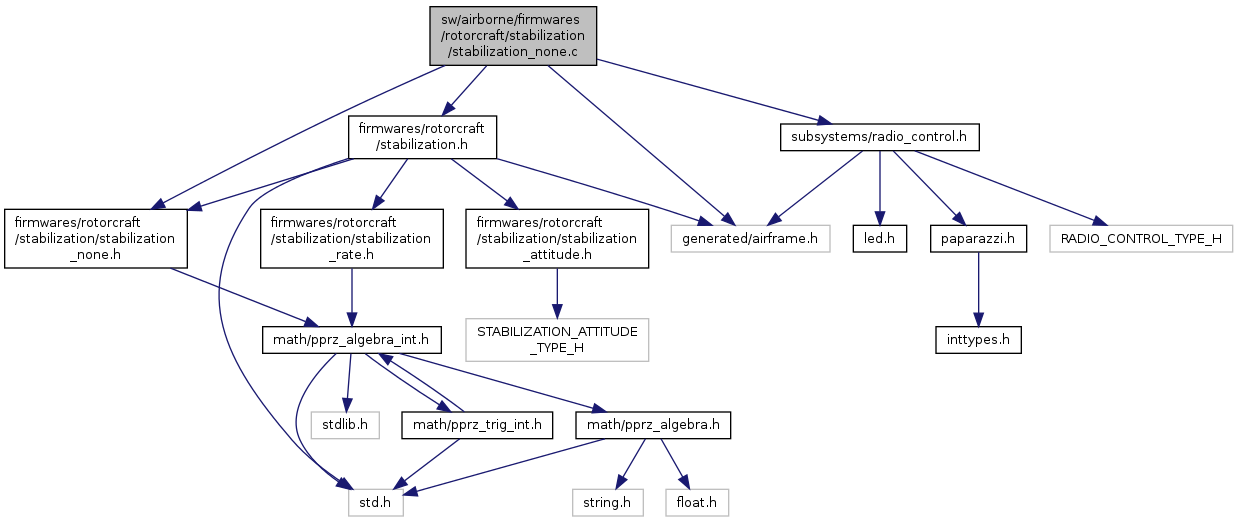 sw/airborne/firmwares
/rotorcraft/stabilization
/stabilization_none.c
firmwares/rotorcraft
/stabilization.h
subsystems/radio_control.h
firmwares/rotorcraft
/stabilization/stabilization
_none.h
firmwares/rotorcraft
/stabilization/stabilization
_rate.h
firmwares/rotorcraft
/stabilization/stabilization
_attitude.h
generated/airframe.h
led.h
paparazzi.h
RADIO_CONTROL_TYPE_H
math/pprz_algebra_int.h
STABILIZATION_ATTITUDE
_TYPE_H
inttypes.h
stdlib.h
math/pprz_trig_int.h
math/pprz_algebra.h
std.h
string.h
float.h